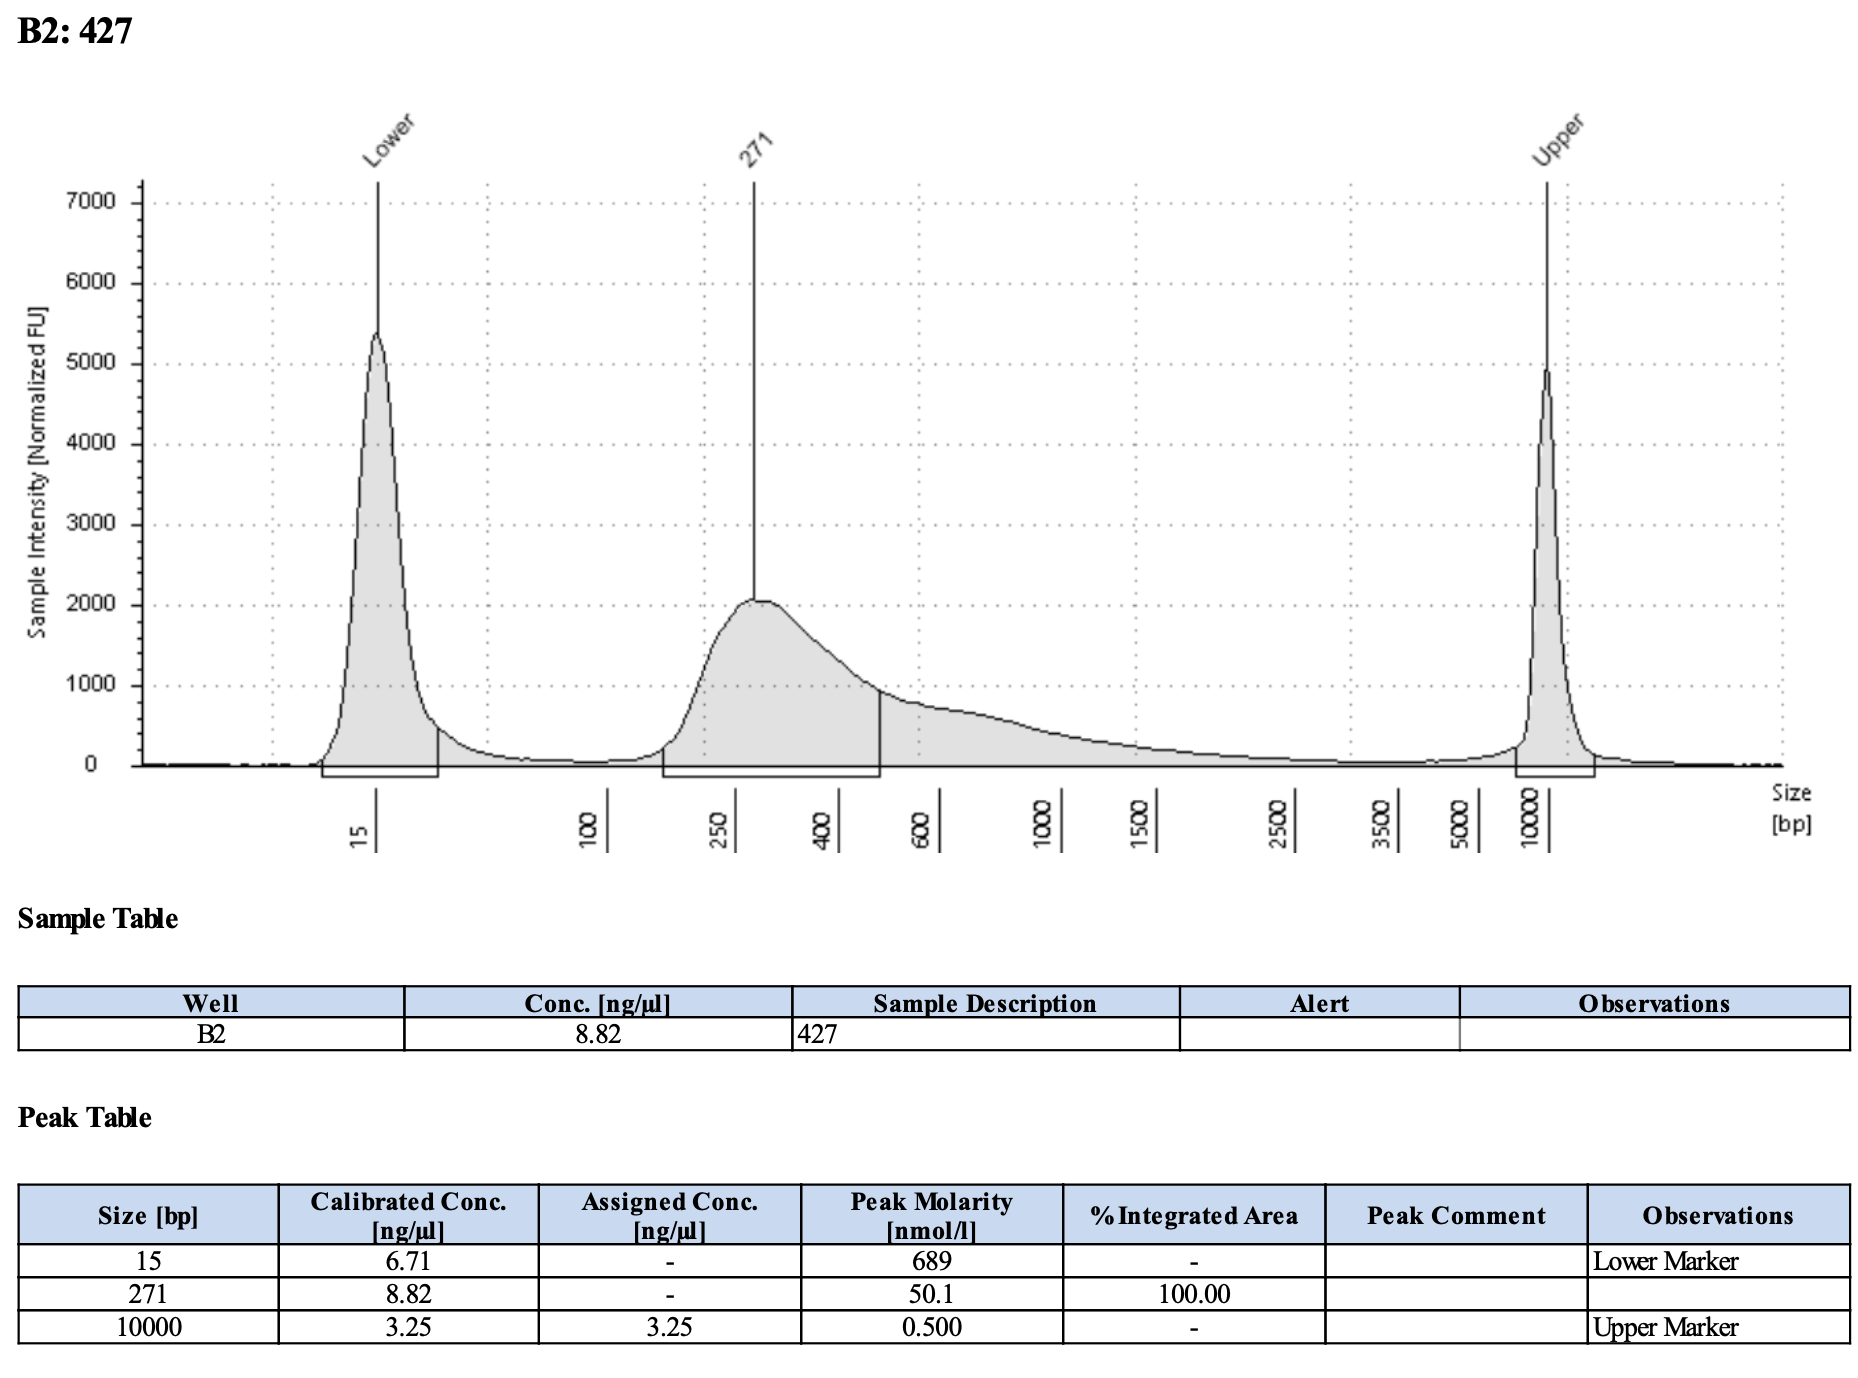 B2: 427
Lower
271
Upper
Sample Intensity [Normalized FU]
7000
6000
5000
4000
3000
2000
1000
0
15
100
250
400
600
1000
1500
2500
3500
5000
10000
Size
[bp]
Sample Table
Well Conc. [ng/µl] Sample Description Alert Observations
B2 8.82 427
Peak Table
Size [bp] Calibrated Conc. [ng/µl] Assigned Conc. [ng/µl] Peak Molarity [nmol/l] % Integrated Area Peak Comment Observations
15 6.71 - 689 - Lower Marker
271 8.82 - 50.1 100.00
10000 3.25 3.25 0.500 - Upper Marker